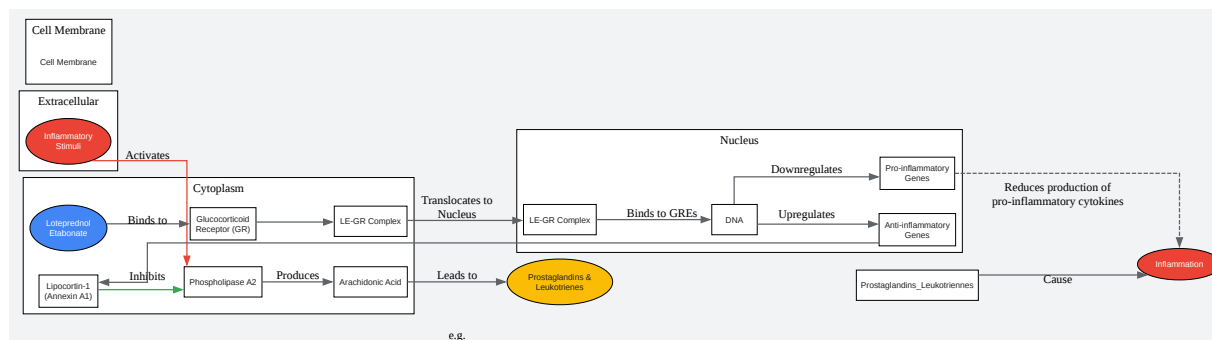 Cell Membrane
Cell Membrane
Extracellular
Inflammatory
Stimuli
Activates
Cytoplasm
Loteprednol
Etabonate
Binds to
Glucocorticoid
Receptor (GR)
LE-GR Complex
Translocates to
Nucleus
Lipocortin-1
(Annexin A1)
Inhibits
Phospholipase A2
Produces
Arachidonic Acid
Leads to
Prostaglandins &
Leukotrienes
Nucleus
LE-GR Complex
Binds to GREs
DNA
Downregulates
Upregulates
Pro-inflammatory
Genes
Anti-inflammatory
Genes
Reduces production of
pro-inflammatory cytokines
Prostaglandins_Leukotriennes
Cause
Inflammation
e.g.